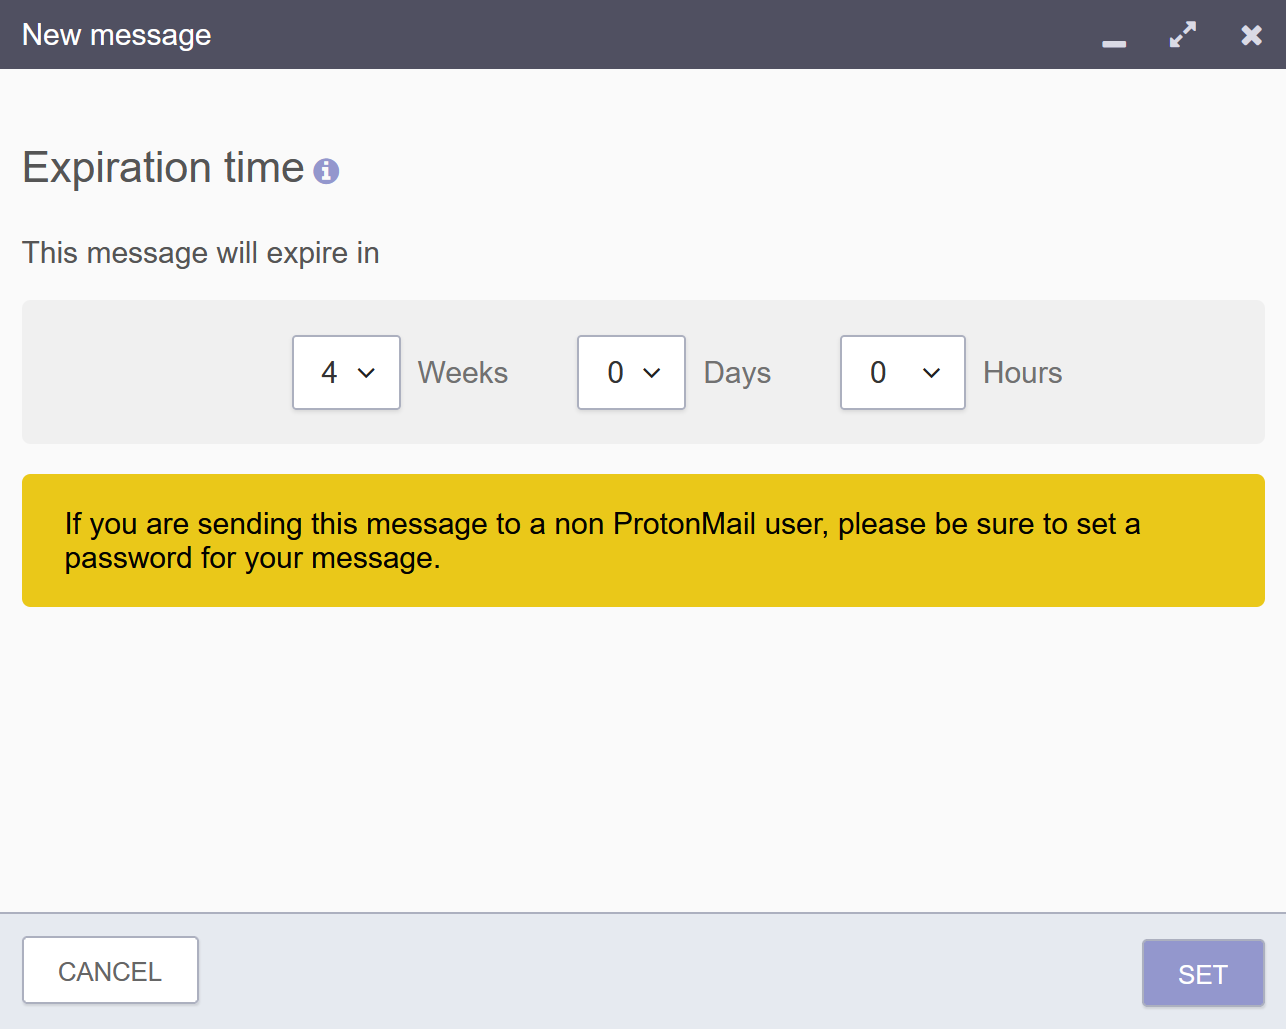 New message
Expiration time
This message will expire in
4 Weeks 0 Days 0 Hours
If you are sending this message to a non ProtonMail user, please be sure to set a
password for your message.
CANCEL SET